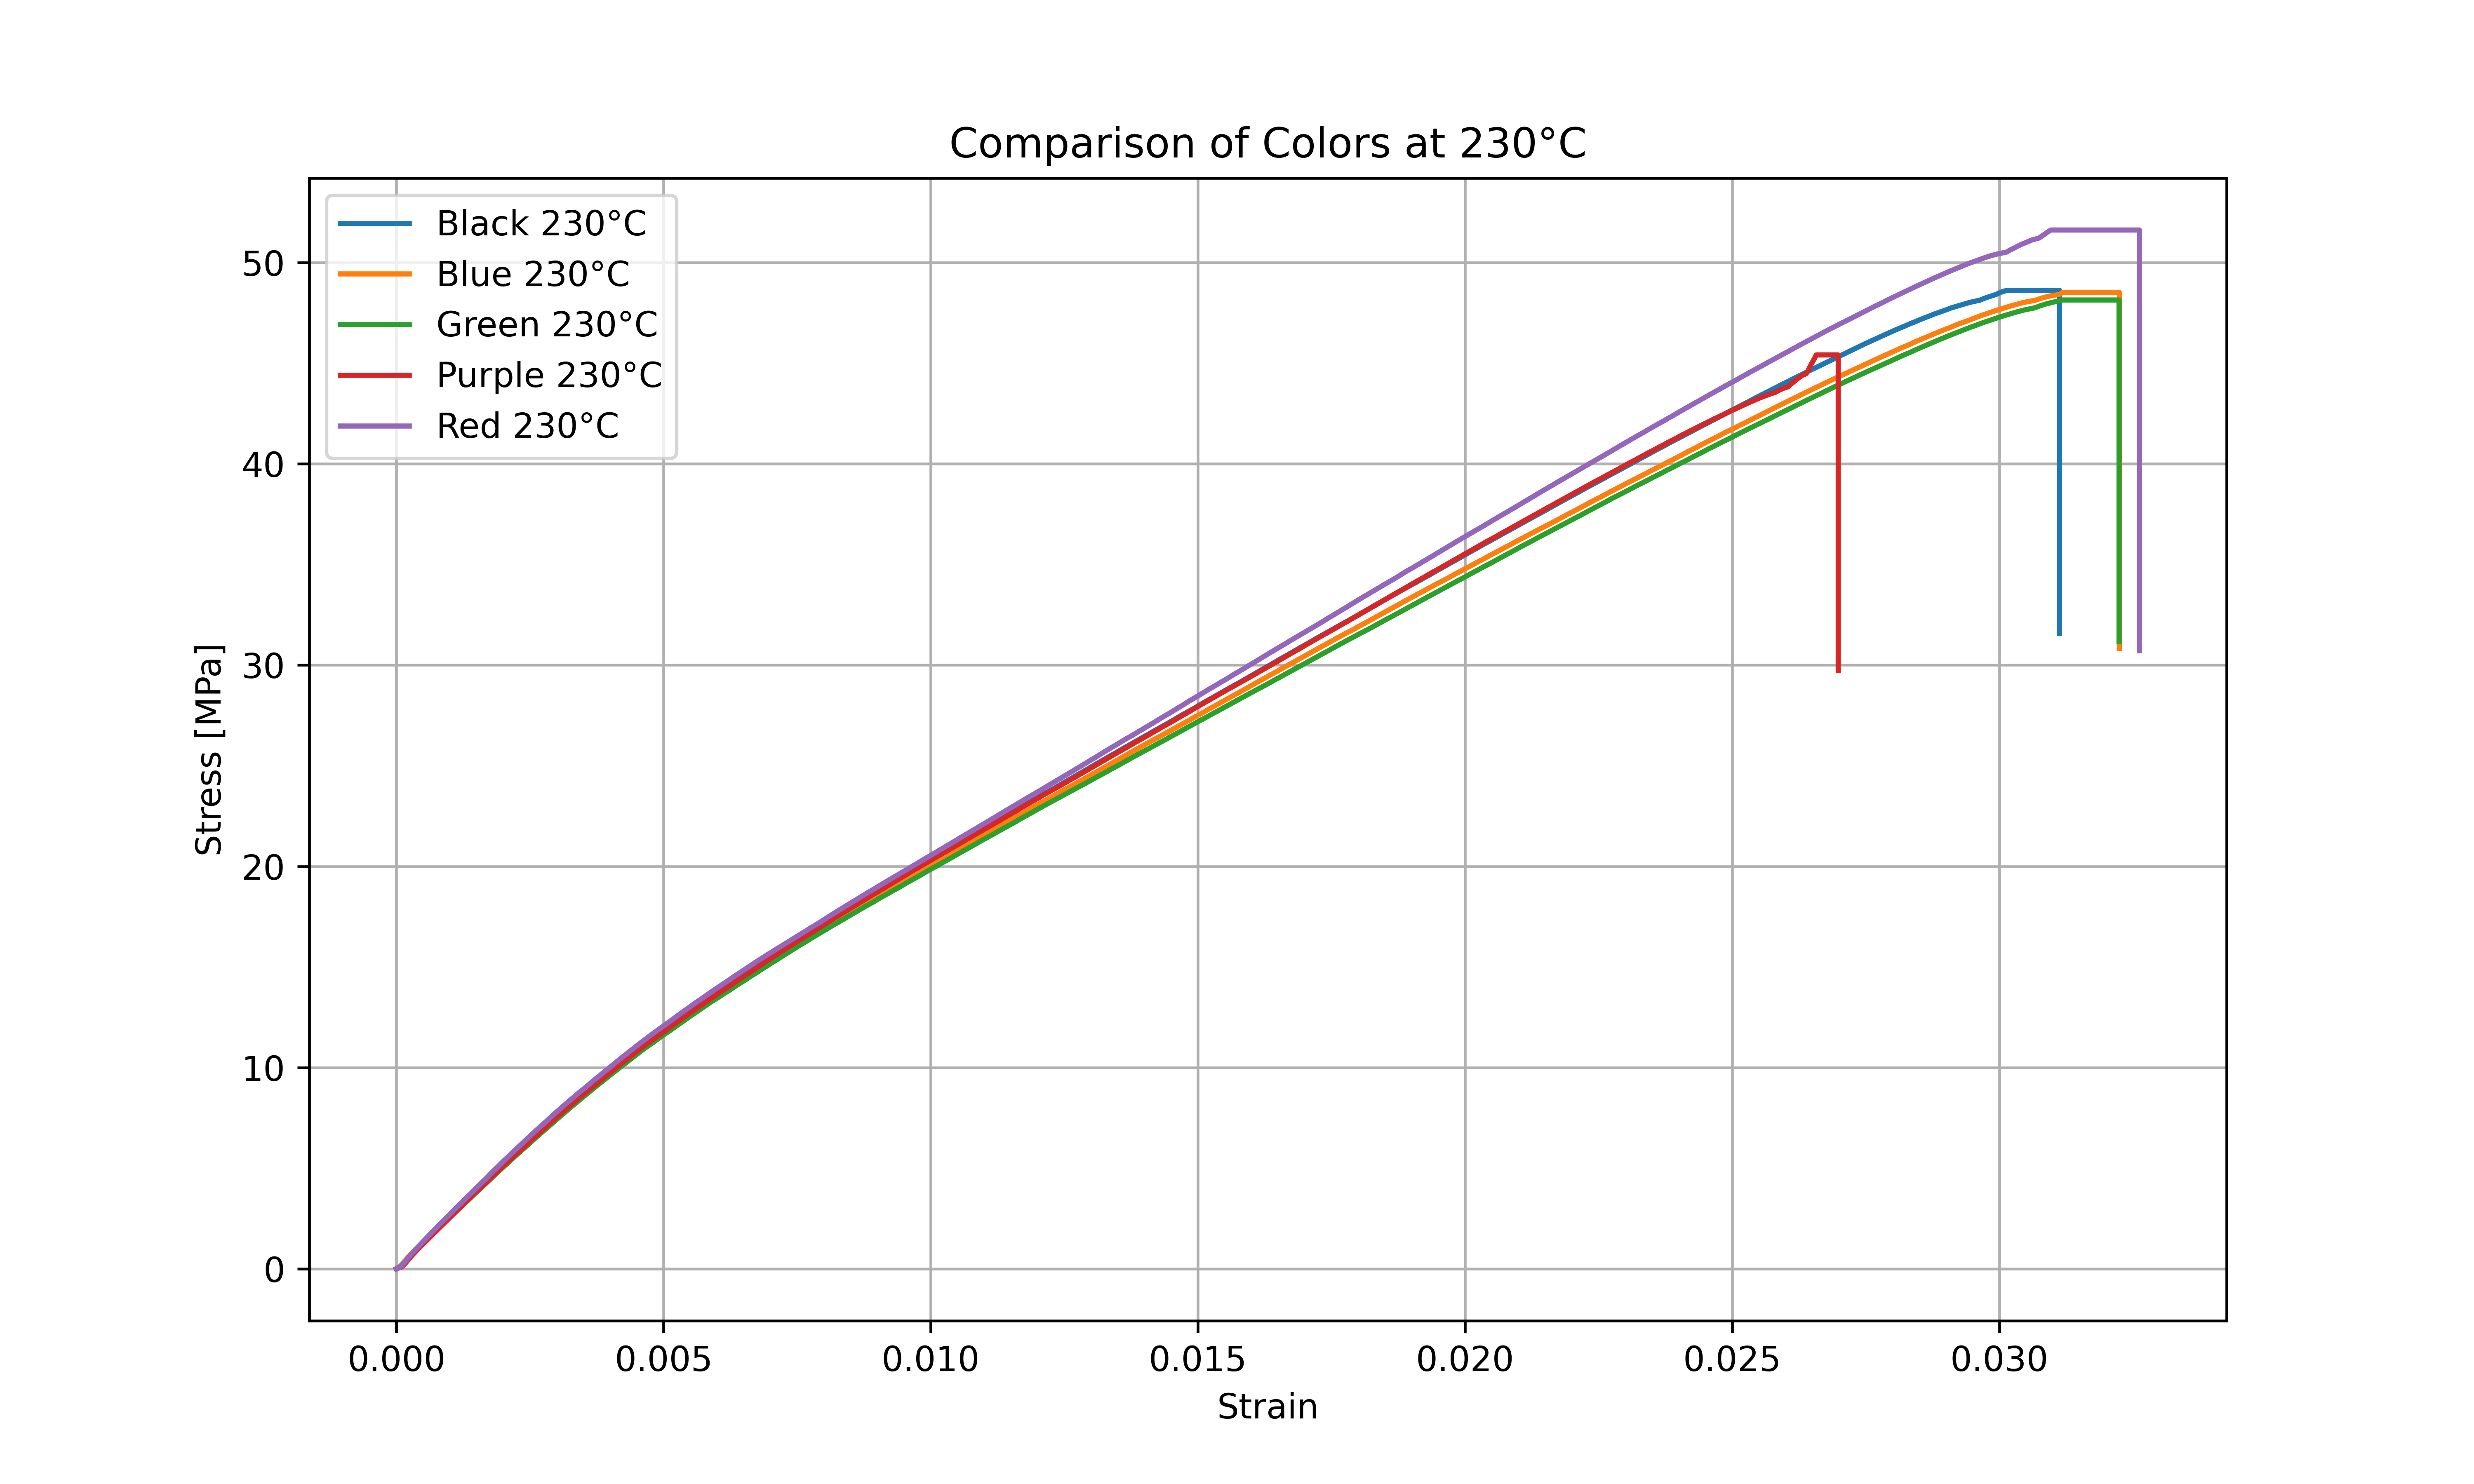 Comparison of Colors at 230°C
Black 230°C
Blue 230°C
Green 230°C
Purple 230°C
Red 230°C
50
40
30
20
10
0
Stress [MPa]
0.000 0.005 0.010 0.015 0.020 0.025 0.030
Strain